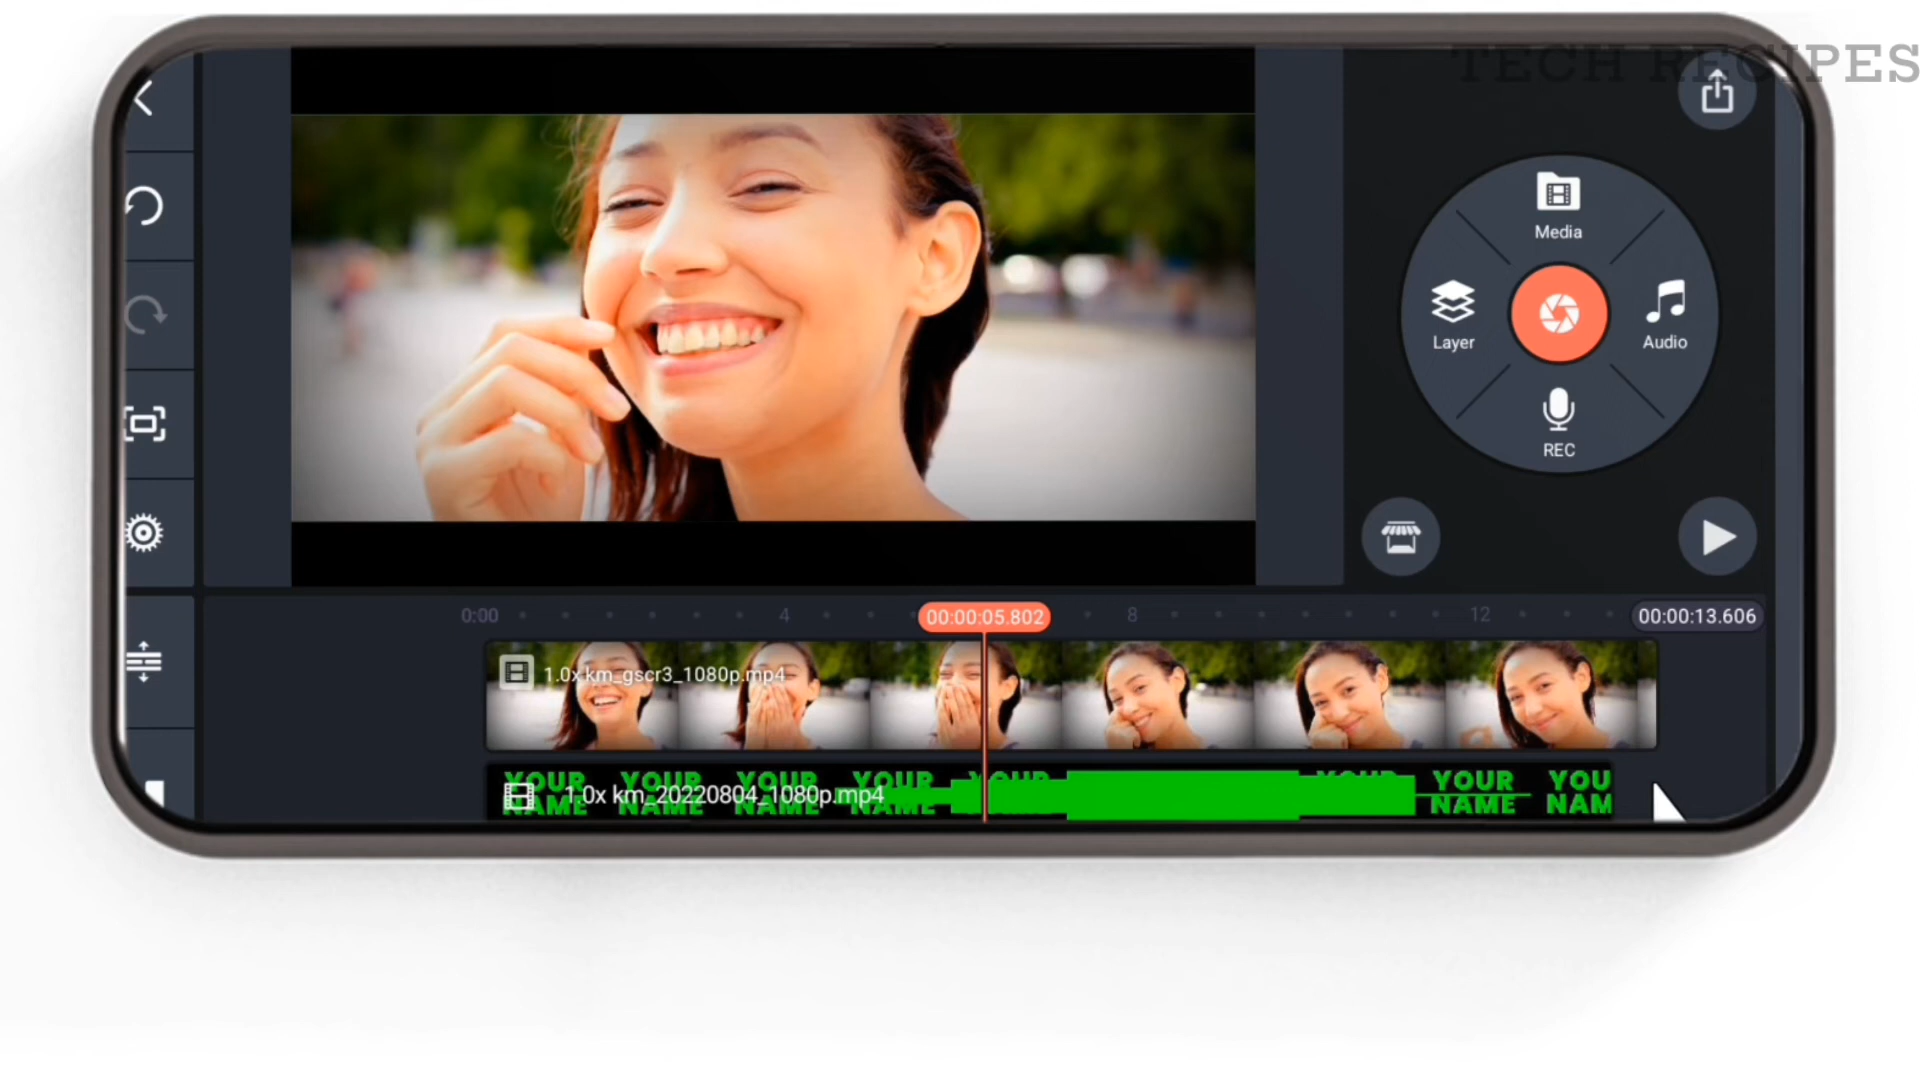 TECH RECIPES
Media
Layer
Audio
REC
0:00
4
00:00:05.802
8
12
00:00:13.606
1.0x km_gscr3_1080p.mp4
YOUR YOUR YOUR YOUR YOUR YOUR YOUR YOU
1.0x km_20220804_1080p.mp4
NAME NAME NAME NAME NAME NAM